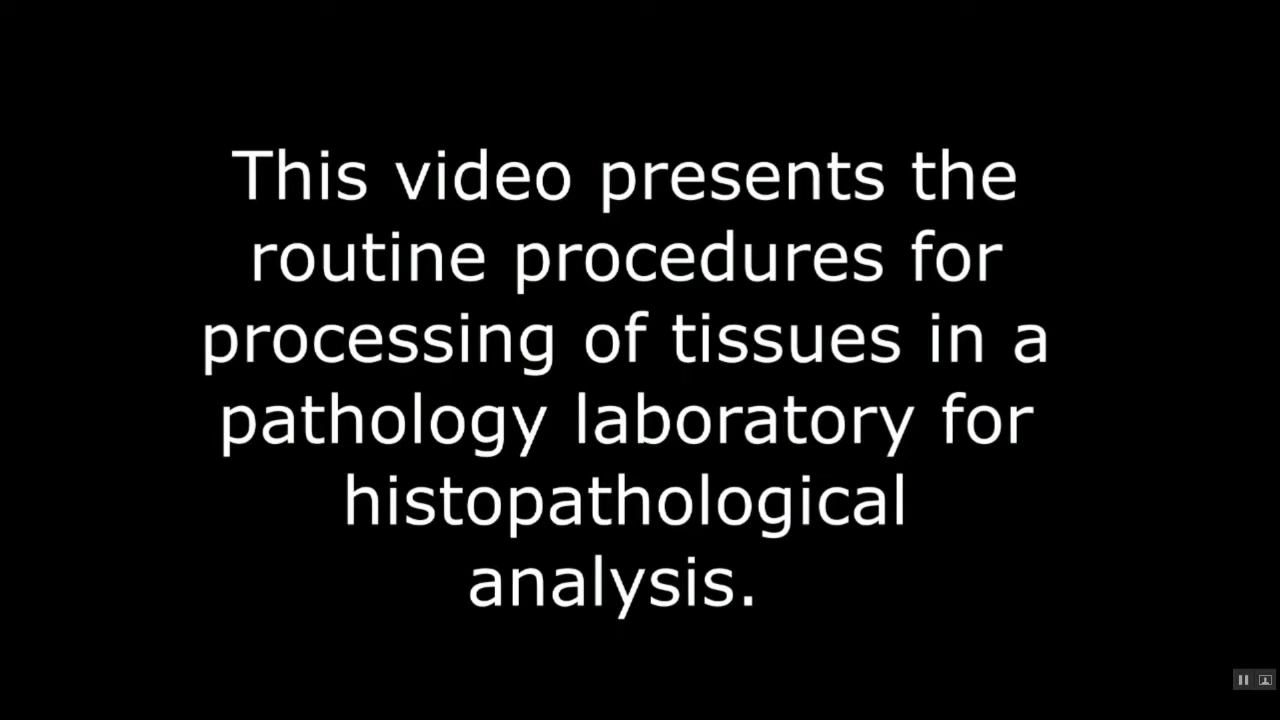 This video presents the
routine procedures for
processing of tissues in a
pathology laboratory for
histopathological
analysis.